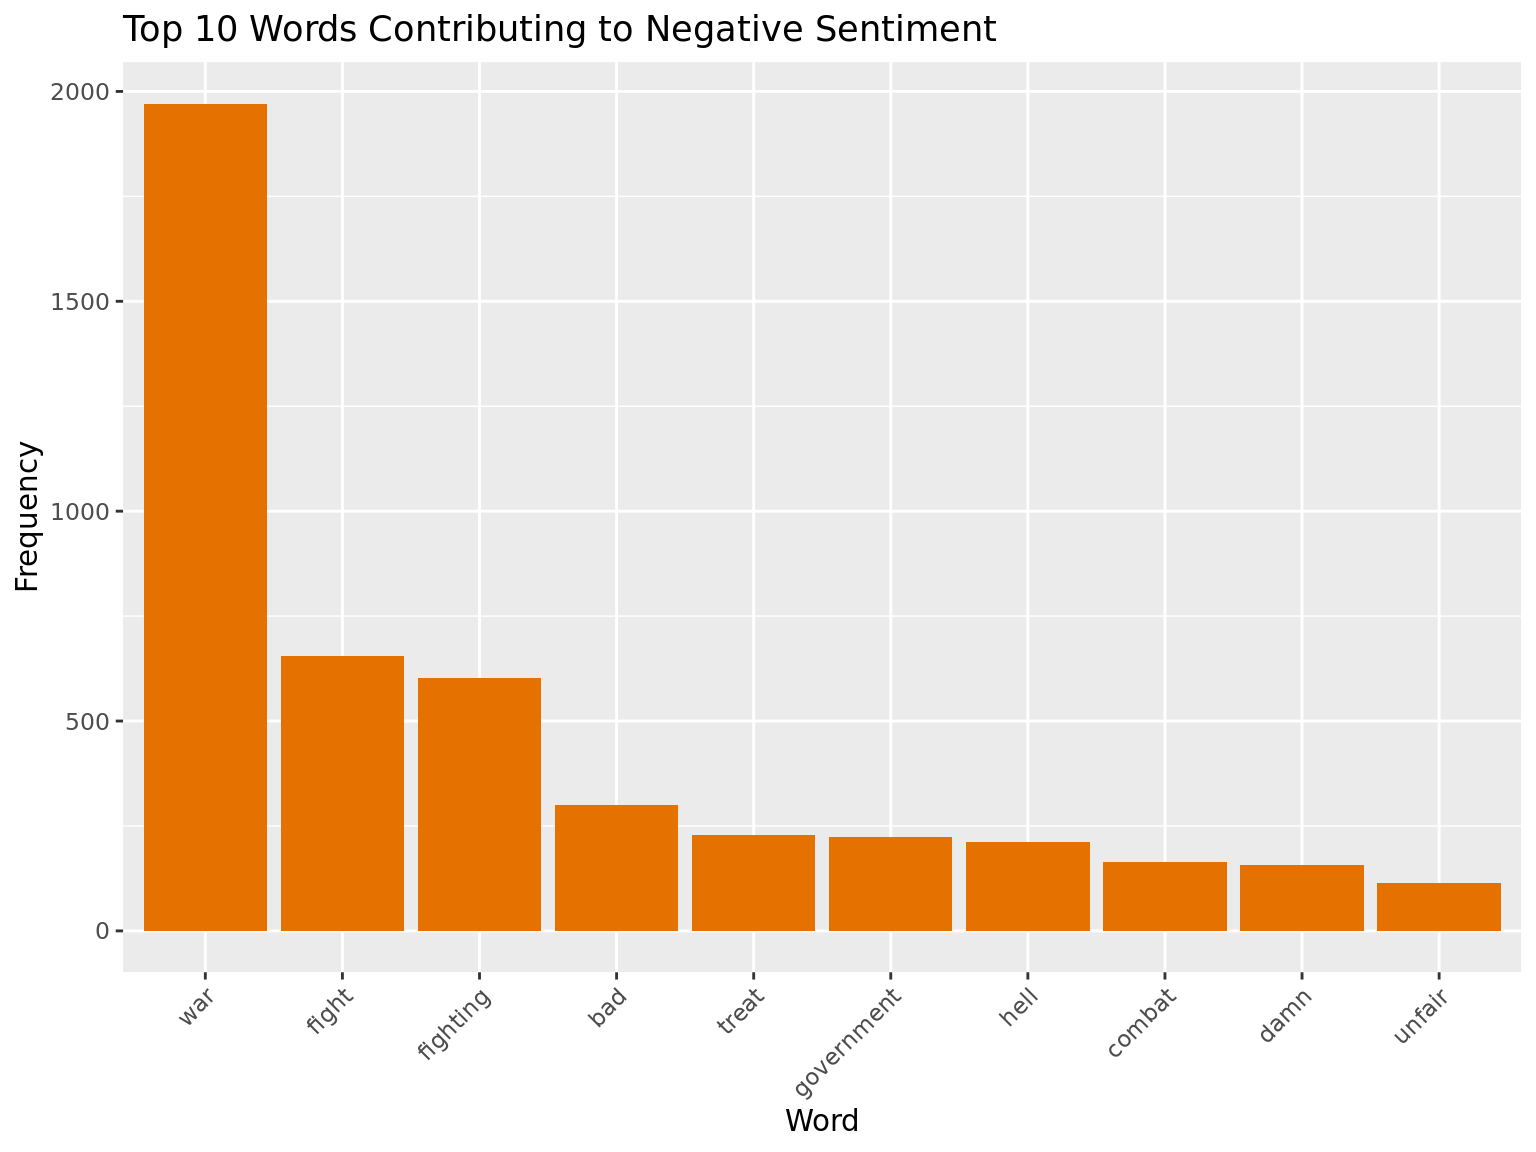 Top 10 Words Contributing to Negative Sentiment
2000
1500
1000
500
0
Frequency
war
fight
fighting
bad
treat
government
hell
combat
damn
unfair
Word